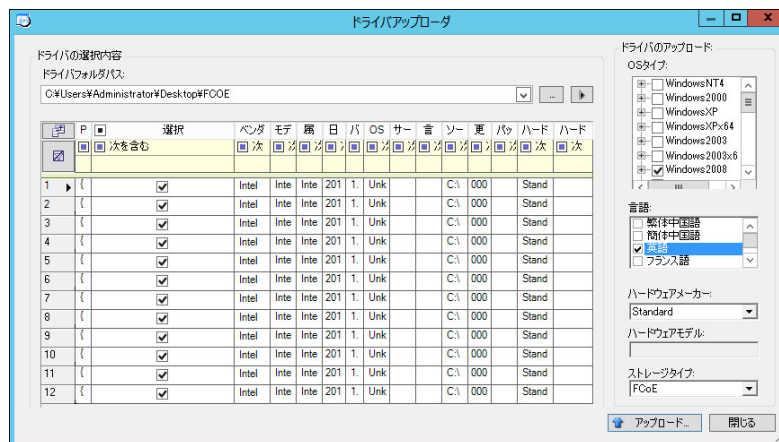 ドライバアップローダ
ドライバの選択内容
ドライバフォルダパス:
C:¥Users¥Administrator¥Desktop¥FCOE
...
P 選択 ベンダ モデ 属 日 バ OS サー 言 ソー 更 パッ ハード ハード
次を含む 次 次 次
1 { Intel Inte Inte 201 1. Unk C:\ 000 Stand
2 { Intel Inte Inte 201 1. Unk C:\ 000 Stand
3 { Intel Inte Inte 201 1. Unk C:\ 000 Stand
4 { Intel Inte Inte 201 1. Unk C:\ 000 Stand
5 { Intel Inte Inte 201 1. Unk C:\ 000 Stand
6 { Intel Inte Inte 201 1. Unk C:\ 000 Stand
7 { Intel Inte Inte 201 1. Unk C:\ 000 Stand
8 { Intel Inte Inte 201 1. Unk C:\ 000 Stand
9 { Intel Inte Inte 201 1. Unk C:\ 000 Stand
10 { Intel Inte Inte 201 1. Unk C:\ 000 Stand
11 { Intel Inte Inte 201 1. Unk C:\ 000 Stand
12 { Intel Inte Inte 201 1. Unk C:\ 000 Stand
ドライバのアップロード:
OSタイプ:
WindowsNT4
Windows2000
WindowsXP
WindowsXPx64
Windows2003
Windows2003x6
Windows2008
言語:
繁体中国語
簡体中国語
英語
フランス語
ハードウェアメーカー:
Standard
ハードウェアモデル:
ストレージタイプ:
FCoE
アップロード...
閉じる